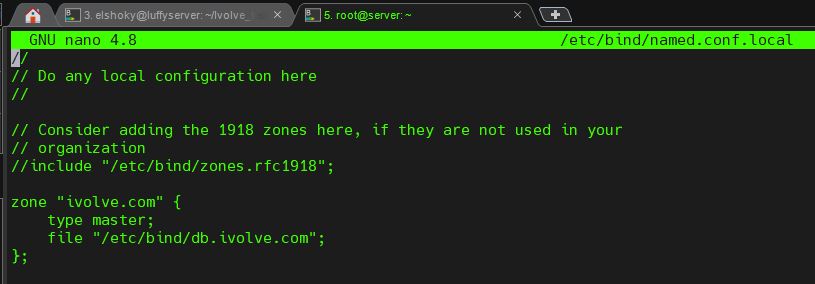 3. elshoky@luffyserver: ~/Ivolve_
5. root@server: ~
GNU nano 4.8 /etc/bind/named.conf.local
//
// Do any local configuration here
//
// Consider adding the 1918 zones here, if they are not used in your
// organization
//include "/etc/bind/zones.rfc1918";
zone "ivolve.com" {
type master;
file "/etc/bind/db.ivolve.com";
};